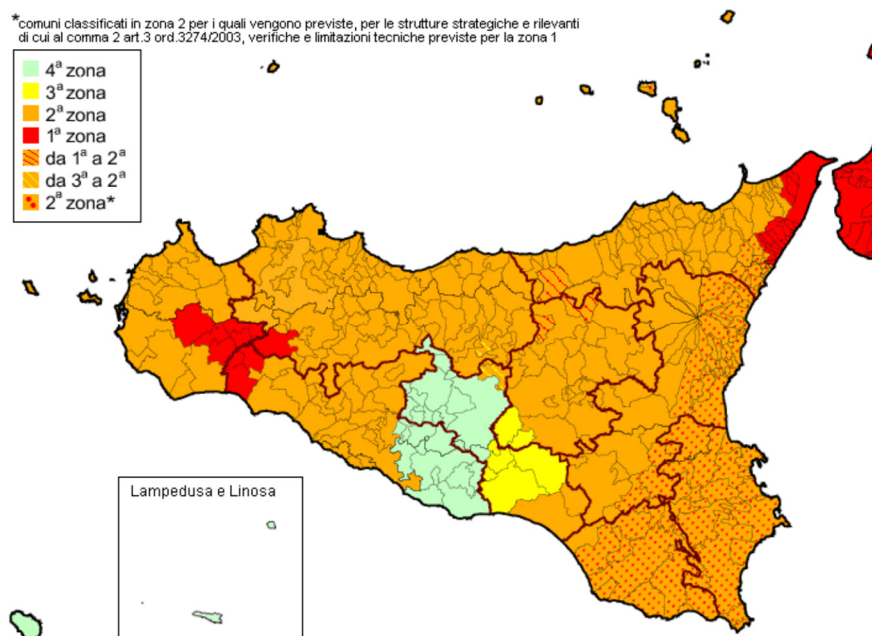 *comuni classificati in zona 2 per i quali vengono previste, per le strutture strategiche e rilevanti
di cui al comma 2 art.3 ord.3274/2003, verifiche e limitazioni tecniche previste per la zona 1
4ª zona
3ª zona
2ª zona
1ª zona
da 1ª a 2ª
da 3ª a 2ª
2ª zona*
Lampedusa e Linosa